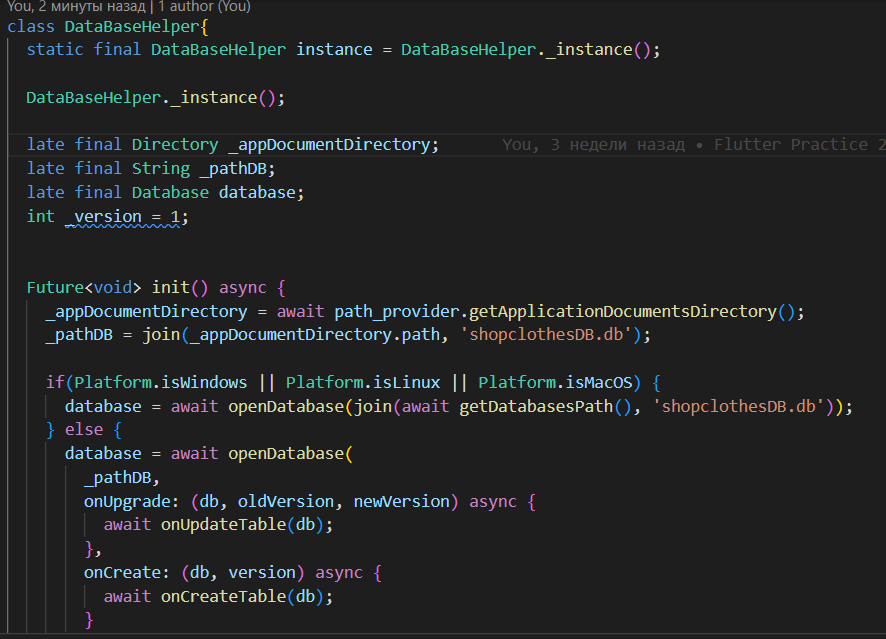 You, 2 минуты назад | 1 author (You)
class DataBaseHelper{
  static final DataBaseHelper instance = DataBaseHelper._instance();
  DataBaseHelper._instance();
  late final Directory _appDocumentDirectory;      You, 3 недели назад • Flutter Practice 2
  late final String _pathDB;
  late final Database database;
  int _version = 1;
  Future<void> init() async {
    _appDocumentDirectory = await path_provider.getApplicationDocumentsDirectory();
    _pathDB = join(_appDocumentDirectory.path, 'shopclothesDB.db');
    if(Platform.isWindows || Platform.isLinux || Platform.isMacOS) {
      database = await openDatabase(join(await getDatabasesPath(), 'shopclothesDB.db'));
    } else {
      database = await openDatabase(
        _pathDB,
        onUpgrade: (db, oldVersion, newVersion) async {
          await onUpdateTable(db);
        },
        onCreate: (db, version) async {
          await onCreateTable(db);
        }